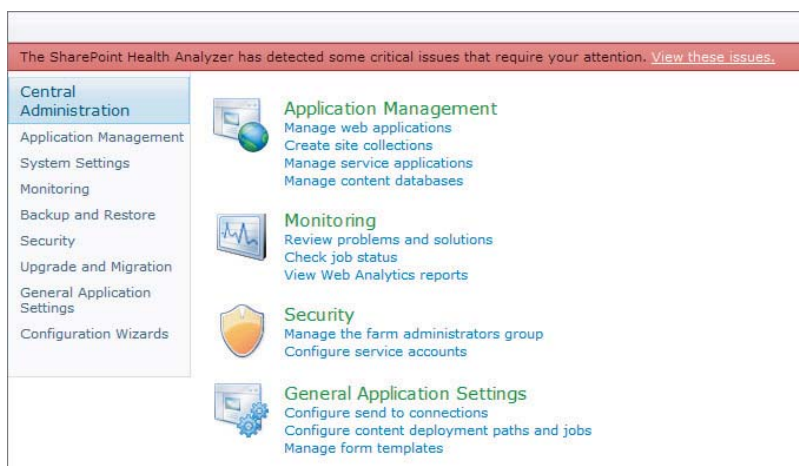 The SharePoint Health Analyzer has detected some critical issues that require your attention. View these issues.
Central
Administration
Application Management
System Settings
Monitoring
Backup and Restore
Security
Upgrade and Migration
General Application
Settings
Configuration Wizards
Application Management
Manage web applications
Create site collections
Manage service applications
Manage content databases
Monitoring
Review problems and solutions
Check job status
View Web Analytics reports
Security
Manage the farm administrators group
Configure service accounts
General Application Settings
Configure send to connections
Configure content deployment paths and jobs
Manage form templates